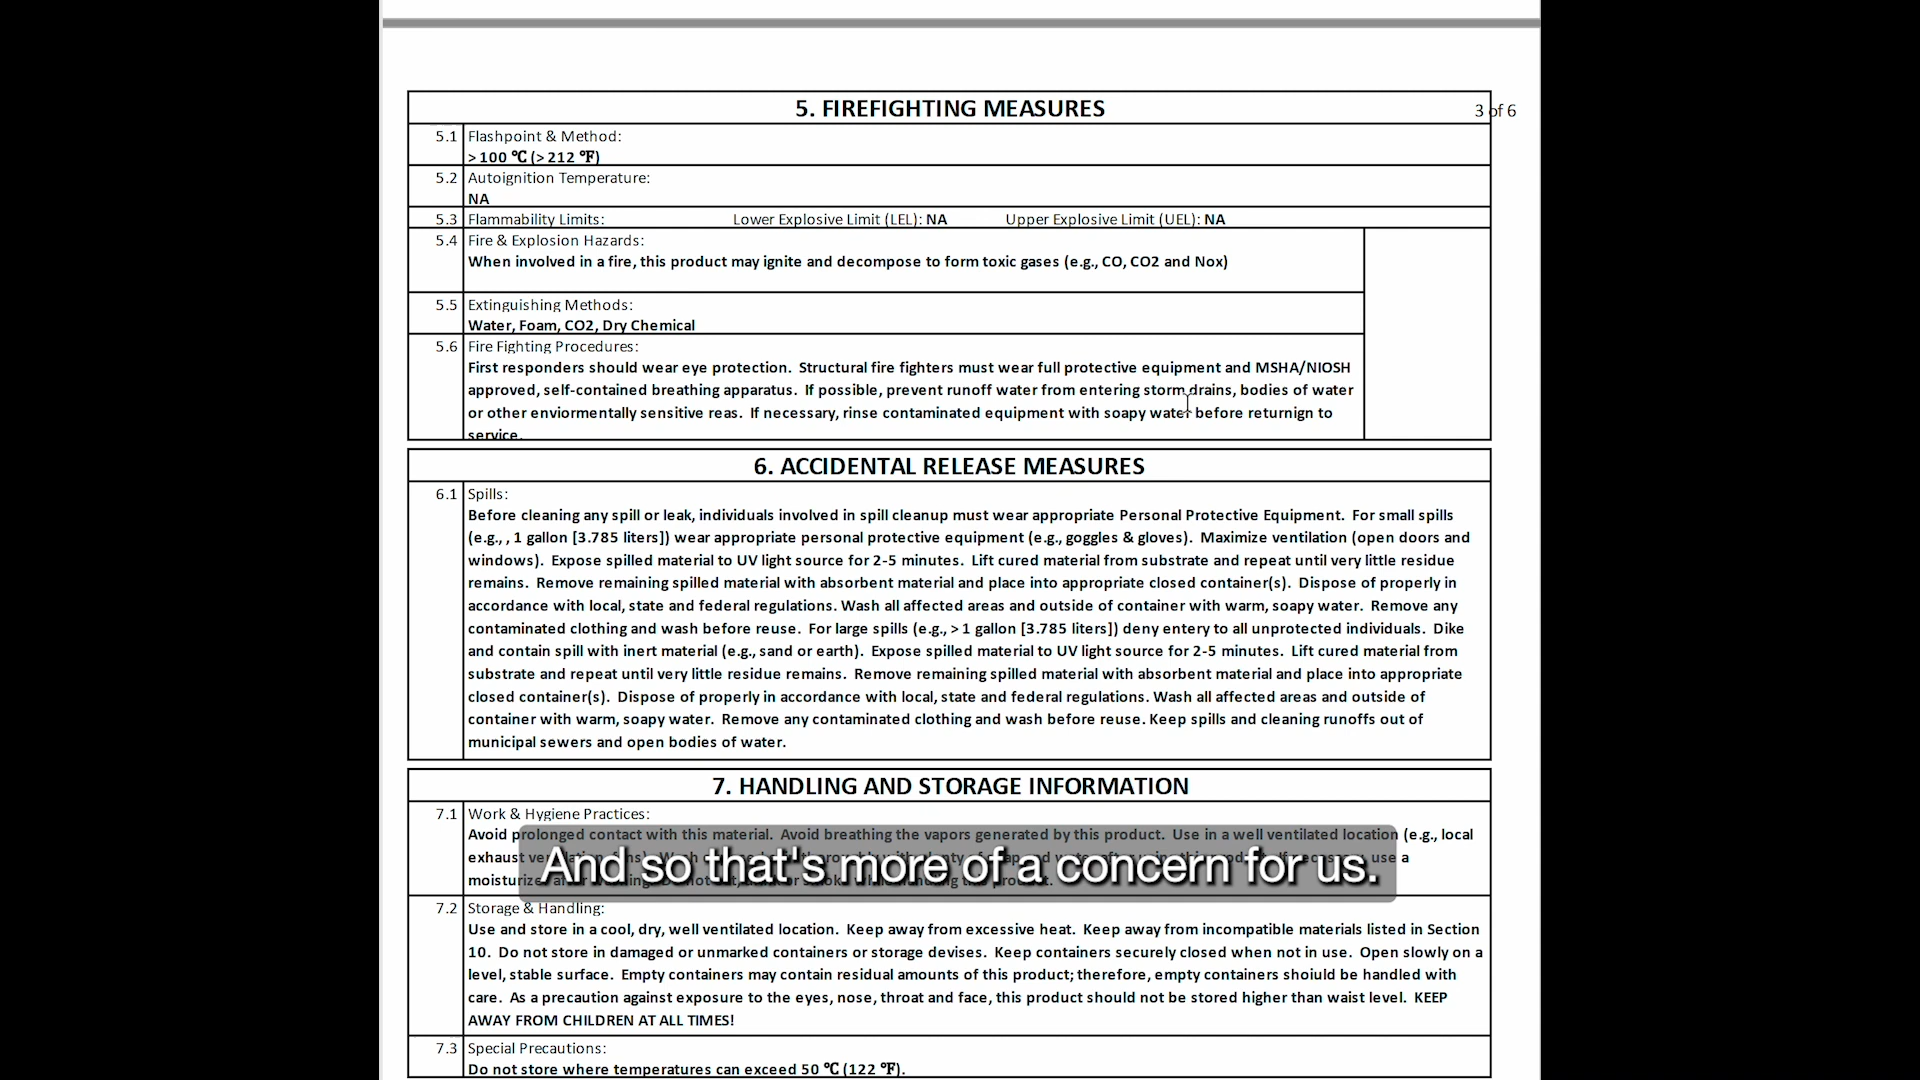 5. FIREFIGHTING MEASURES
3 of 6
5.1 Flashpoint & Method:
> 100 ℃ (> 212 ℉)
5.2 Autoignition Temperature:
NA
5.3 Flammability Limits: Lower Explosive Limit (LEL): NA Upper Explosive Limit (UEL): NA
5.4 Fire & Explosion Hazards:
When involved in a fire, this product may ignite and decompose to form toxic gases (e.g., CO, CO2 and Nox)
5.5 Extinguishing Methods:
Water, Foam, CO2, Dry Chemical
5.6 Fire Fighting Procedures:
First responders should wear eye protection. Structural fire fighters must wear full protective equipment and MSHA/NIOSH
approved, self-contained breathing apparatus. If possible, prevent runoff water from entering storm drains, bodies of water
or other enviormentally sensitive reas. If necessary, rinse contaminated equipment with soapy water before returnign to
service.
6. ACCIDENTAL RELEASE MEASURES
6.1 Spills:
Before cleaning any spill or leak, individuals involved in spill cleanup must wear appropriate Personal Protective Equipment. For small spills
(e.g., , 1 gallon [3.785 liters]) wear appropriate personal protective equipment (e.g., goggles & gloves). Maximize ventilation (open doors and
windows). Expose spilled material to UV light source for 2-5 minutes. Lift cured material from substrate and repeat until very little residue
remains. Remove remaining spilled material with absorbent material and place into appropriate closed container(s). Dispose of properly in
accordance with local, state and federal regulations. Wash all affected areas and outside of container with warm, soapy water. Remove any
contaminated clothing and wash before reuse. For large spills (e.g., > 1 gallon [3.785 liters]) deny entery to all unprotected individuals. Dike
and contain spill with inert material (e.g., sand or earth). Expose spilled material to UV light source for 2-5 minutes. Lift cured material from
substrate and repeat until very little residue remains. Remove remaining spilled material with absorbent material and place into appropriate
closed container(s). Dispose of properly in accordance with local, state and federal regulations. Wash all affected areas and outside of
container with warm, soapy water. Remove any contaminated clothing and wash before reuse. Keep spills and cleaning runoffs out of
municipal sewers and open bodies of water.
7. HANDLING AND STORAGE INFORMATION
7.1 Work & Hygiene Practices:
Avoid prolonged contact with this material. Avoid breathing the vapors generated by this product. Use in a well ventilated location (e.g., local
exhaust use a
And so that's more of a concern for us.
7.2 Storage & Handling:
Use and store in a cool, dry, well ventilated location. Keep away from excessive heat. Keep away from incompatible materials listed in Section
10. Do not store in damaged or unmarked containers or storage devises. Keep containers securely closed when not in use. Open slowly on a
level, stable surface. Empty containers may contain residual amounts of this product; therefore, empty containers shoiuld be handled with
care. As a precaution against exposure to the eyes, nose, throat and face, this product should not be stored higher than waist level. KEEP
AWAY FROM CHILDREN AT ALL TIMES!
7.3 Special Precautions:
Do not store where temperatures can exceed 50 ℃ (122 ℉).